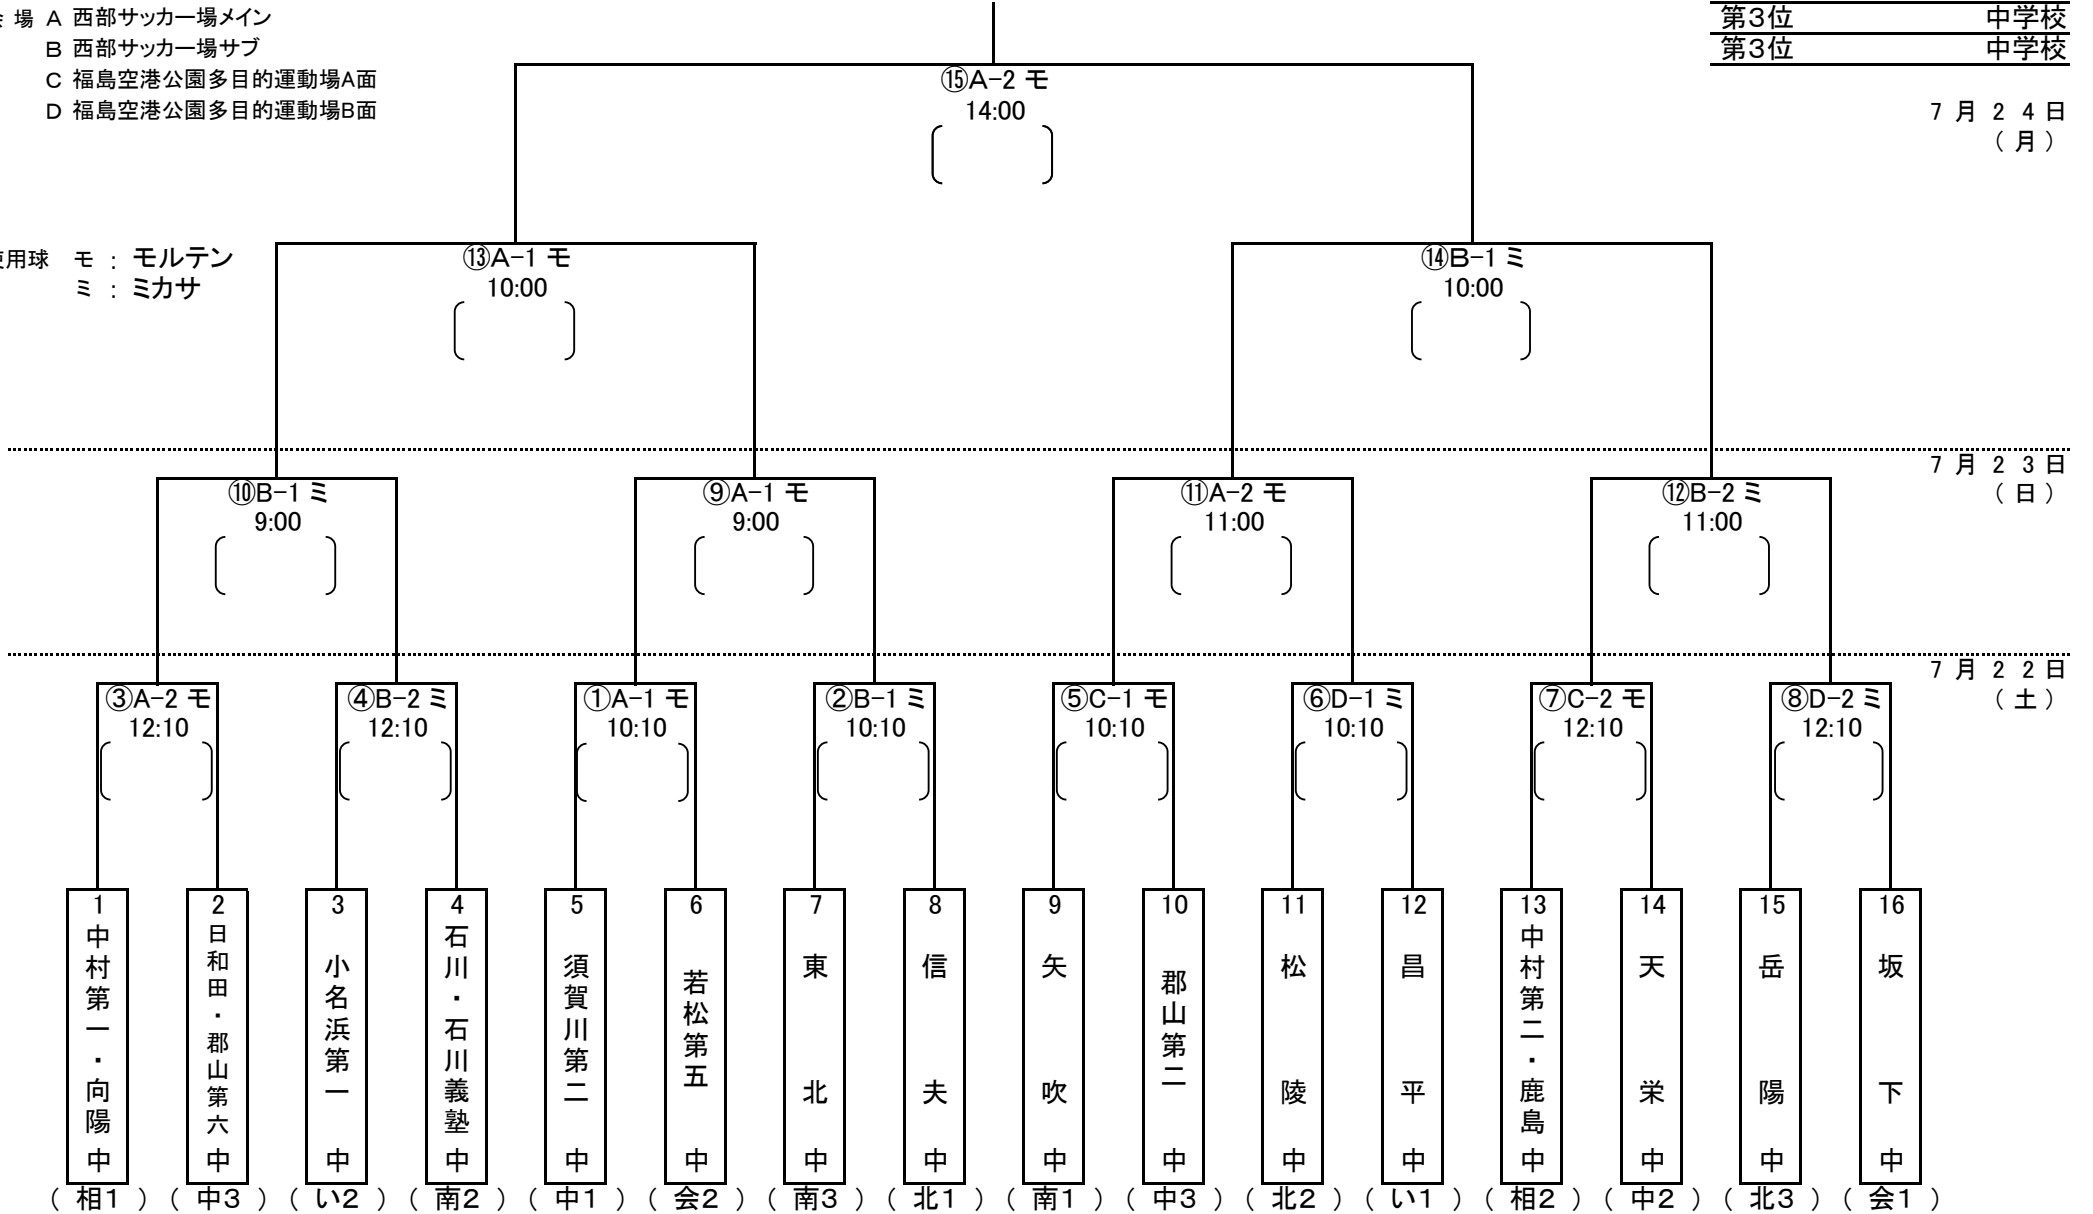 場 A 西部サッカー場メイン
B 西部サッカー場サブ
C 福島空港公園多目的運動場A面
D 福島空港公園多目的運動場B面
第3位 中学校
第3位 中学校
⑮A-2 モ
14:00
7月24日
(月)
使用球 モ : モルテン
ミ : ミカサ
⑬A-1 モ
10:00
⑭B-1 ミ
10:00
7月23日
(日)
⑩B-1 ミ
9:00
⑨A-1 モ
9:00
⑪A-2 モ
11:00
⑫B-2 ミ
11:00
7月22日
(土)
③A-2 モ
12:10
④B-2 ミ
12:10
①A-1 モ
10:10
②B-1 ミ
10:10
⑤C-1 モ
10:10
⑥D-1 ミ
10:10
⑦C-2 モ
12:10
⑧D-2 ミ
12:10
1 中村第一・向陽 中
(相1)
2 日和田・郡山第六 中
(中3)
3 小名浜第一 中
(い2)
4 石川・石川義塾 中
(南2)
5 須賀川第二 中
(中1)
6 若松第五 中
(会2)
7 東北 中
(南3)
8 信夫 中
(北1)
9 矢吹 中
(南1)
10 郡山第二 中
(中3)
11 松陵 中
(北2)
12 昌平 中
(い1)
13 中村第二・鹿島 中
(相2)
14 天栄 中
(中2)
15 岳陽 中
(北3)
16 坂下 中
(会1)